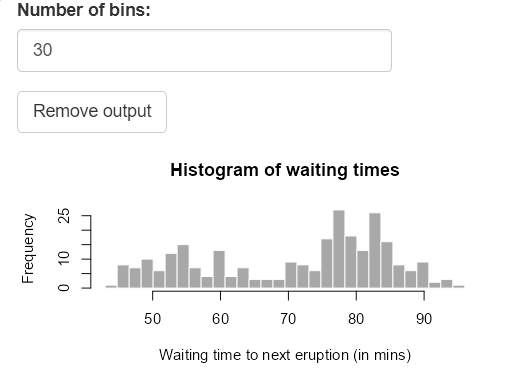 Number of bins:
30
Remove output
Histogram of waiting times
Frequency
25
10
0
50 60 70 80 90
Waiting time to next eruption (in mins)